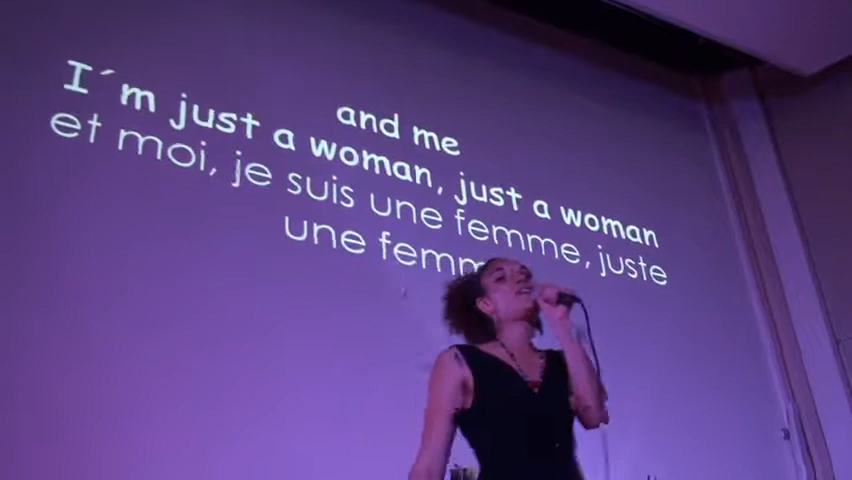 and me
I´m just a woman, just a woman
et moi, je suis une femme, juste
une